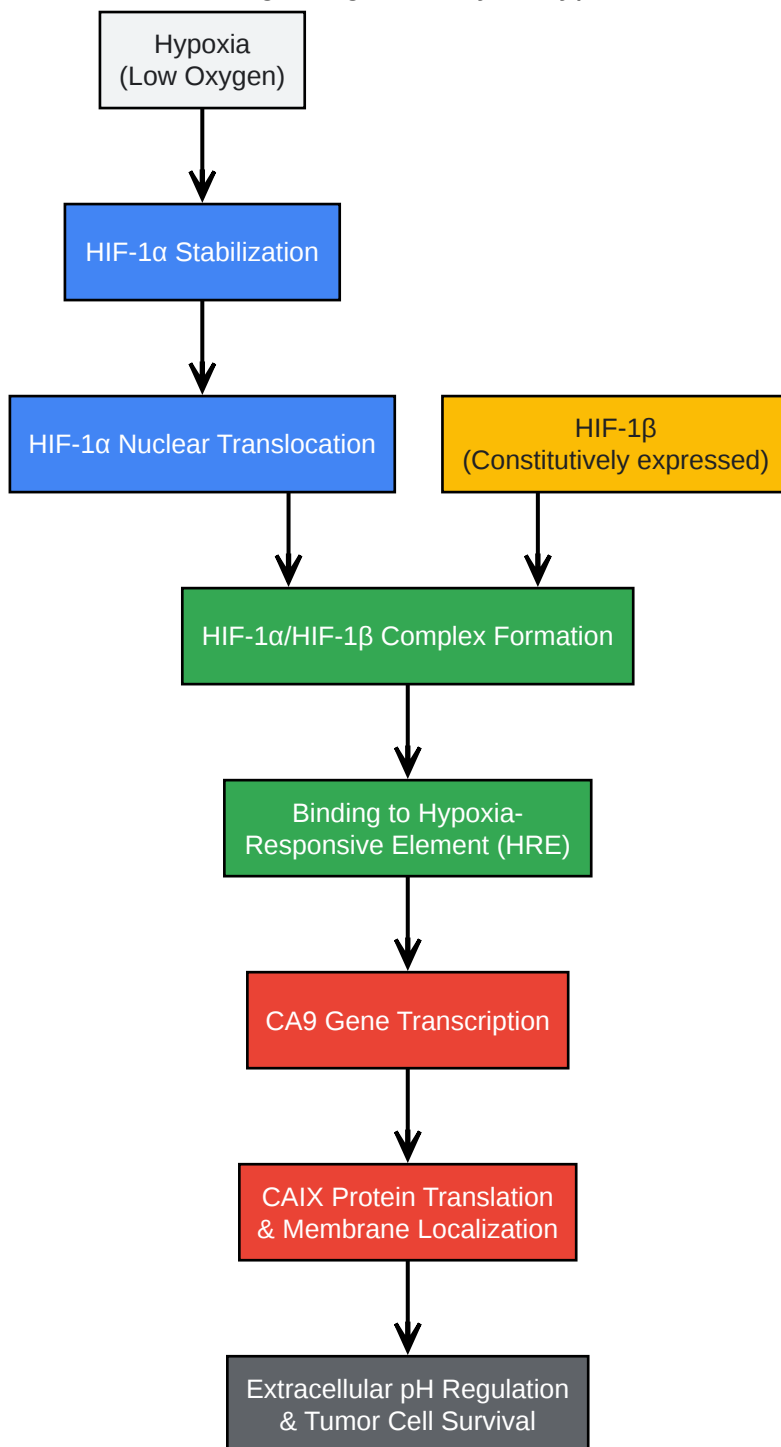 Hypoxia
(Low Oxygen)
HIF-1α Stabilization
HIF-1α Nuclear Translocation
HIF-1β
(Constitutively expressed)
HIF-1α/HIF-1β Complex Formation
Binding to Hypoxia-
Responsive Element (HRE)
CA9 Gene Transcription
CAIX Protein Translation
& Membrane Localization
Extracellular pH Regulation
& Tumor Cell Survival